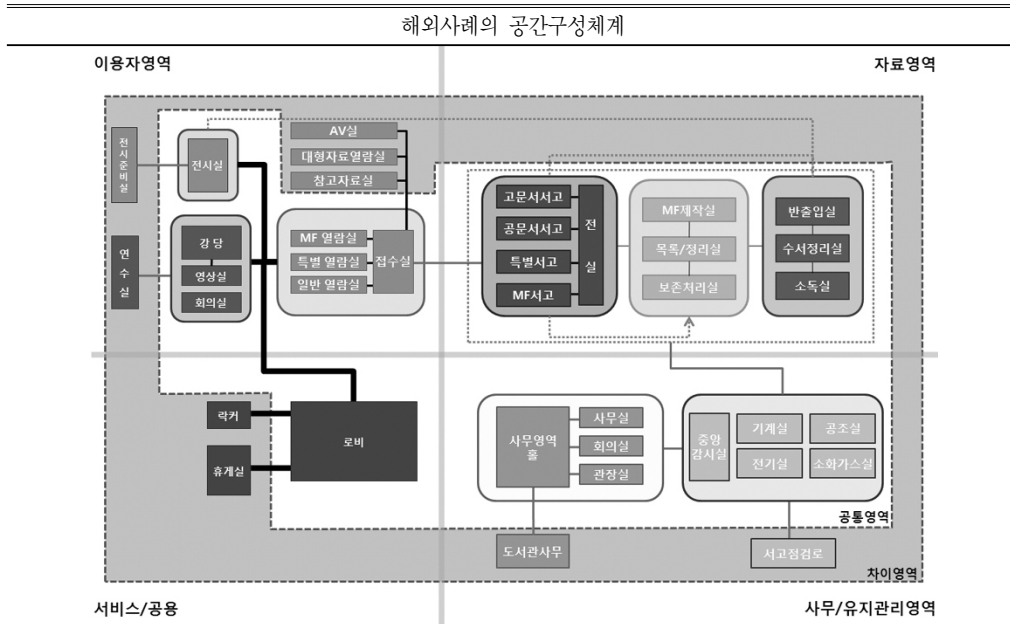 해외사례의 공간구성체계
이용자영역
자료영역
전시준비실
전시실
AV실
대형자료열람실
참고자료실
연수실
강 당
영상실
회의실
MF 열람실
특별 열람실
일반 열람실
접수실
고문서서고
공문서서고
특별서고
MF서고
전실
MF제작실
목록/정리실
보존처리실
반출입실
수서정리실
소독실
락커
휴게실
로비
사무영역
홀
사무실
회의실
관장실
중앙
감시실
기계실
공조실
전기실
소화가스실
공통영역
도서관사무
서고점검로
차이영역
서비스/공용
사무/유지관리영역